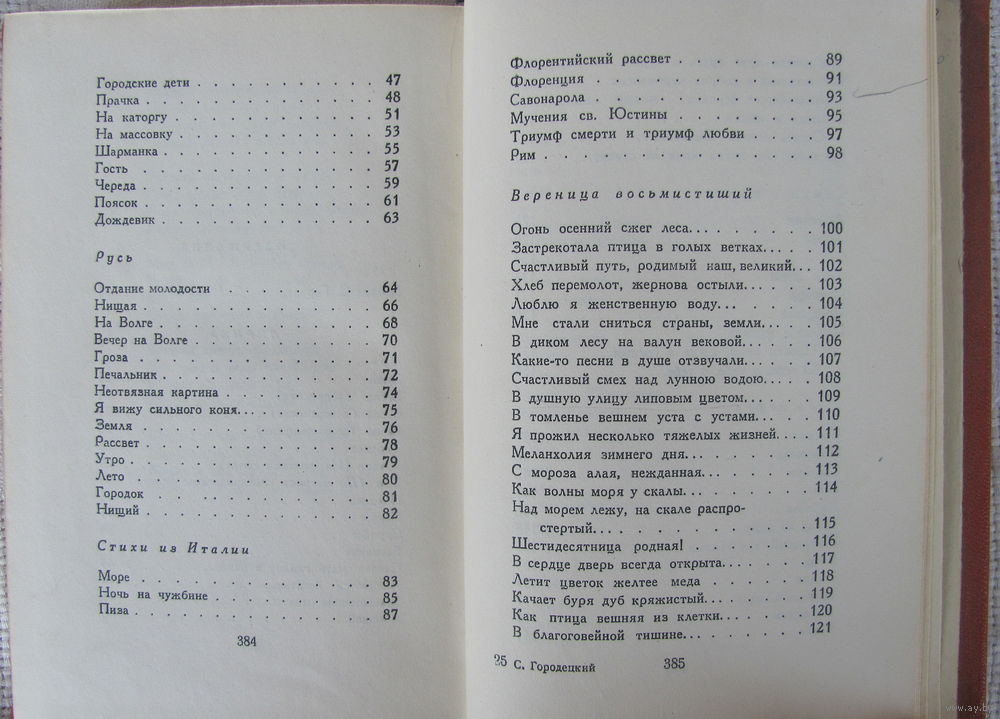 Городские дети . . . . . . . . . . . . 47
Прачка . . . . . . . . . . . . . . . 48
На каторгу . . . . . . . . . . . . . 51
На массовку . . . . . . . . . . . . 53
Шарманка . . . . . . . . . . . . . 55
Гость . . . . . . . . . . . . . . . 57
Череда . . . . . . . . . . . . . . . 59
Поясок . . . . . . . . . . . . . . . 61
Дождевик . . . . . . . . . . . . . 63
Русь
Отдание молодости . . . . . . . . . 64
Нищая . . . . . . . . . . . . . . . 66
На Волге . . . . . . . . . . . . . . 68
Вечер на Волге . . . . . . . . . . . 70
Гроза . . . . . . . . . . . . . . . 71
Печальник . . . . . . . . . . . . . 72
Неотвязная картина . . . . . . . . . 74
Я вижу сильного коня. . . . . . . . . 75
Земля . . . . . . . . . . . . . . . 76
Рассвет . . . . . . . . . . . . . . . 78
Утро . . . . . . . . . . . . . . . . 79
Лето . . . . . . . . . . . . . . . . 80
Городок . . . . . . . . . . . . . . 81
Нищий . . . . . . . . . . . . . . . 82
Стихи из Италии
Море . . . . . . . . . . . . . . . 83
Ночь на чужбине . . . . . . . . . . 85
Пиза . . . . . . . . . . . . . . . . 87
384
Флорентийский рассвет . . . . . . . . 89
Флоренция . . . . . . . . . . . . 91
Савонарола . . . . . . . . . . . . 93
Мучения св. Юстины . . . . . . . . 95
Триумф смерти и триумф любви . . . . 97
Рим . . . . . . . . . . . . . . . 98
Вереница восьмистиший
Огонь осенний сжег леса. . . . . . . . . 100
Застрекотала птица в голых ветках. . . . . 101
Счастливый путь, родимый наш, великий. . . 102
Хлеб перемолот, жернова остыли. . . . . . 103
Люблю я женственную воду. . . . . . . . 104
Мне стали сниться страны, земли. . . . . 105
В диком лесу на валун вековой. . . . . . 106
Какие-то песни в душе отзвучали. . . . . . 107
Счастливый смех над лунною водою. . . . . 108
В душную улицу липовым цветом. . . . . . 109
В томленье вешнем уста с устами. . . . . 110
Я прожил несколько тяжелых жизней. . . . 111
Меланхолия зимнего дня. . . . . . . . . 112
С мороза алая, нежданная. . . . . . . . 113
Как волны моря у скалы. . . . . . . . . 114
Над морем лежу, на скале распро-
стертый. . . . . . . . . . . . . . 115
Шестидесятница родная! . . . . . . . . 116
В сердце дверь всегда открыта. . . . . . . 117
Летит цветок желтее меда . . . . . . . 118
Качает буря дуб кряжистый. . . . . . . . 119
Как птица вешняя из клетки. . . . . . . 120
В благоговейной тишине. . . . . . . . . 121
25 С. Городецкий 385
www.ay.by